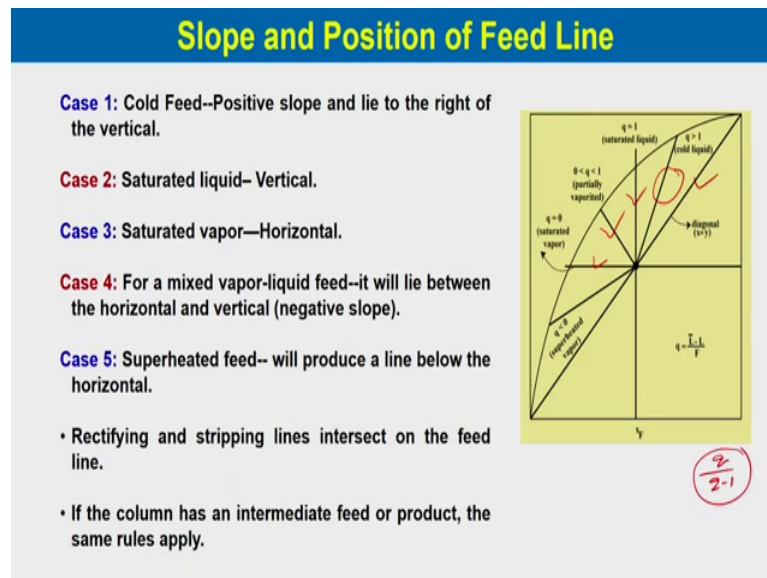 Slope and Position of Feed Line
Case 1: Cold Feed--Positive slope and lie to the right of
the vertical.
Case 2: Saturated liquid– Vertical.
Case 3: Saturated vapor—Horizontal.
Case 4: For a mixed vapor-liquid feed--it will lie between
the horizontal and vertical (negative slope).
Case 5: Superheated feed-- will produce a line below the
horizontal.
• Rectifying and stripping lines intersect on the feed
line.
• If the column has an intermediate feed or product, the
same rules apply.
q = 1
(saturated liquid)
q > 1
(cold liquid)
0 < q < 1
(partially
vaporited)
q = 0
(saturated
vapor)
diagonal
(x=y)
q < 0
(superheated
vapor)
q = L̅ - L
F
xF
q
q-1